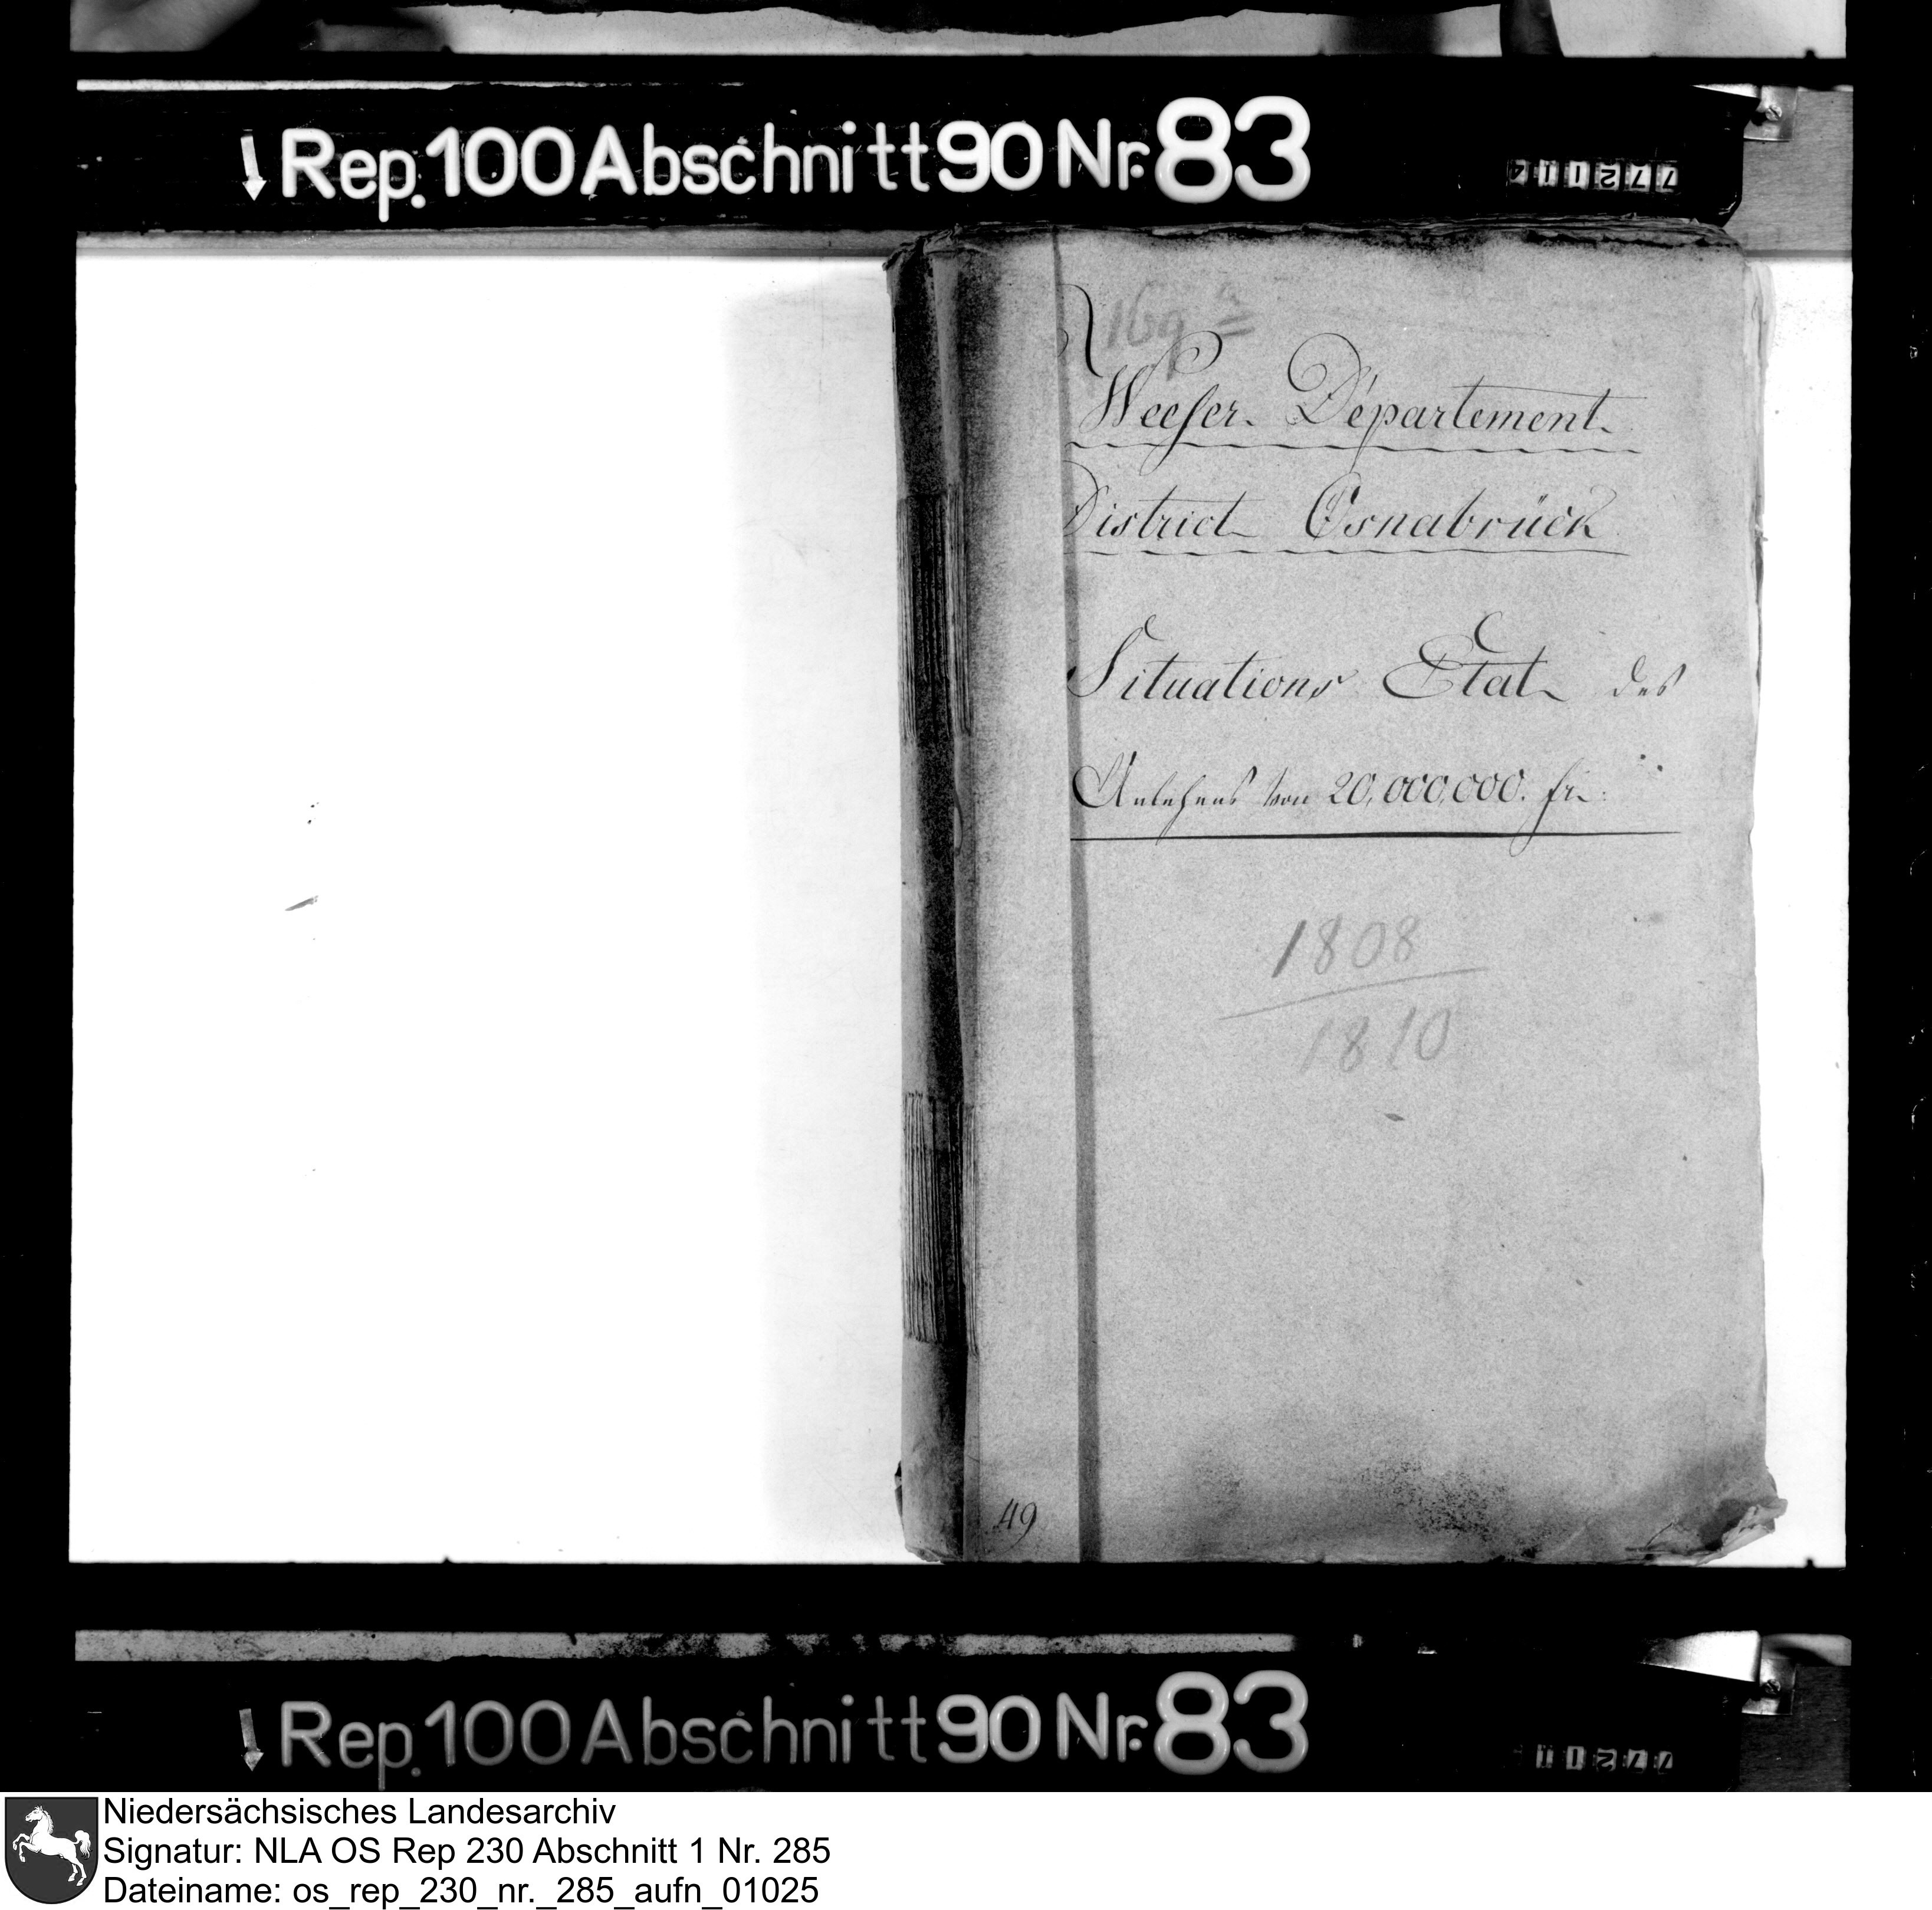 Rep. 100 Abschnitt 90 Nr. 83
16g a
Weeser. Département.
District Osnabrück
Situations Etat des
Anlehens von 20,000,000. fr.
1808
1810
49
Rep. 100 Abschnitt 90 Nr. 83
Niedersächsisches Landesarchiv
Signatur: NLA OS Rep 230 Abschnitt 1 Nr. 285
Dateiname: os_rep_230_nr._285_aufn_01025